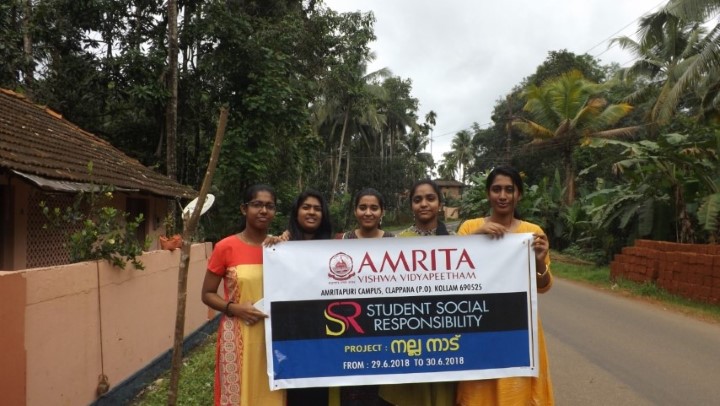 AMRITA
VISHWA VIDYAPEETHAM
AMRITAPURI CAMPUS, CLAPPANA (P.O). KOLLAM 690525
SR STUDENT SOCIAL
RESPONSIBILITY
PROJECT : നല്ല നാട്
FROM : 29.6.2018 TO 30.6.2018